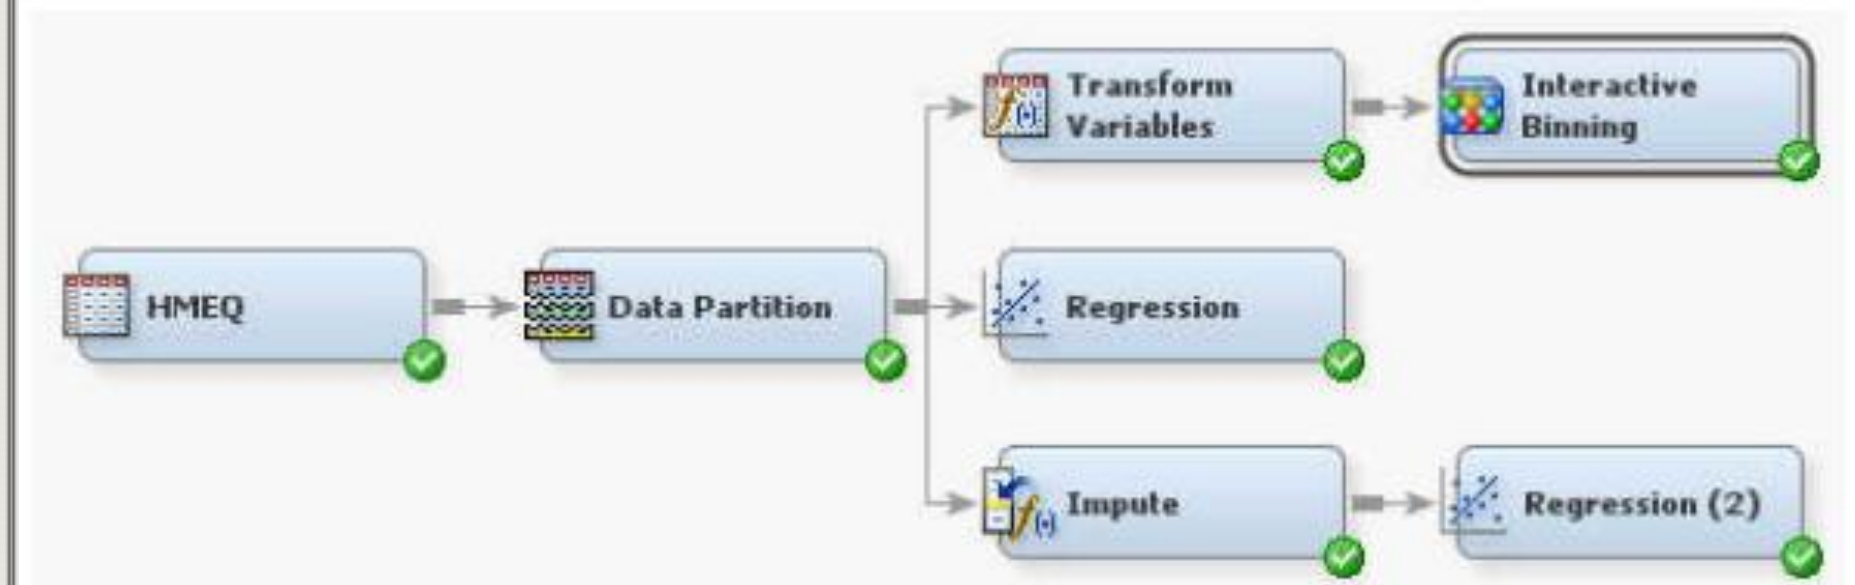 Transform
Variables
Interactive
Binning
HMEQ
Data Partition
Regression
Impute
Regression (2)